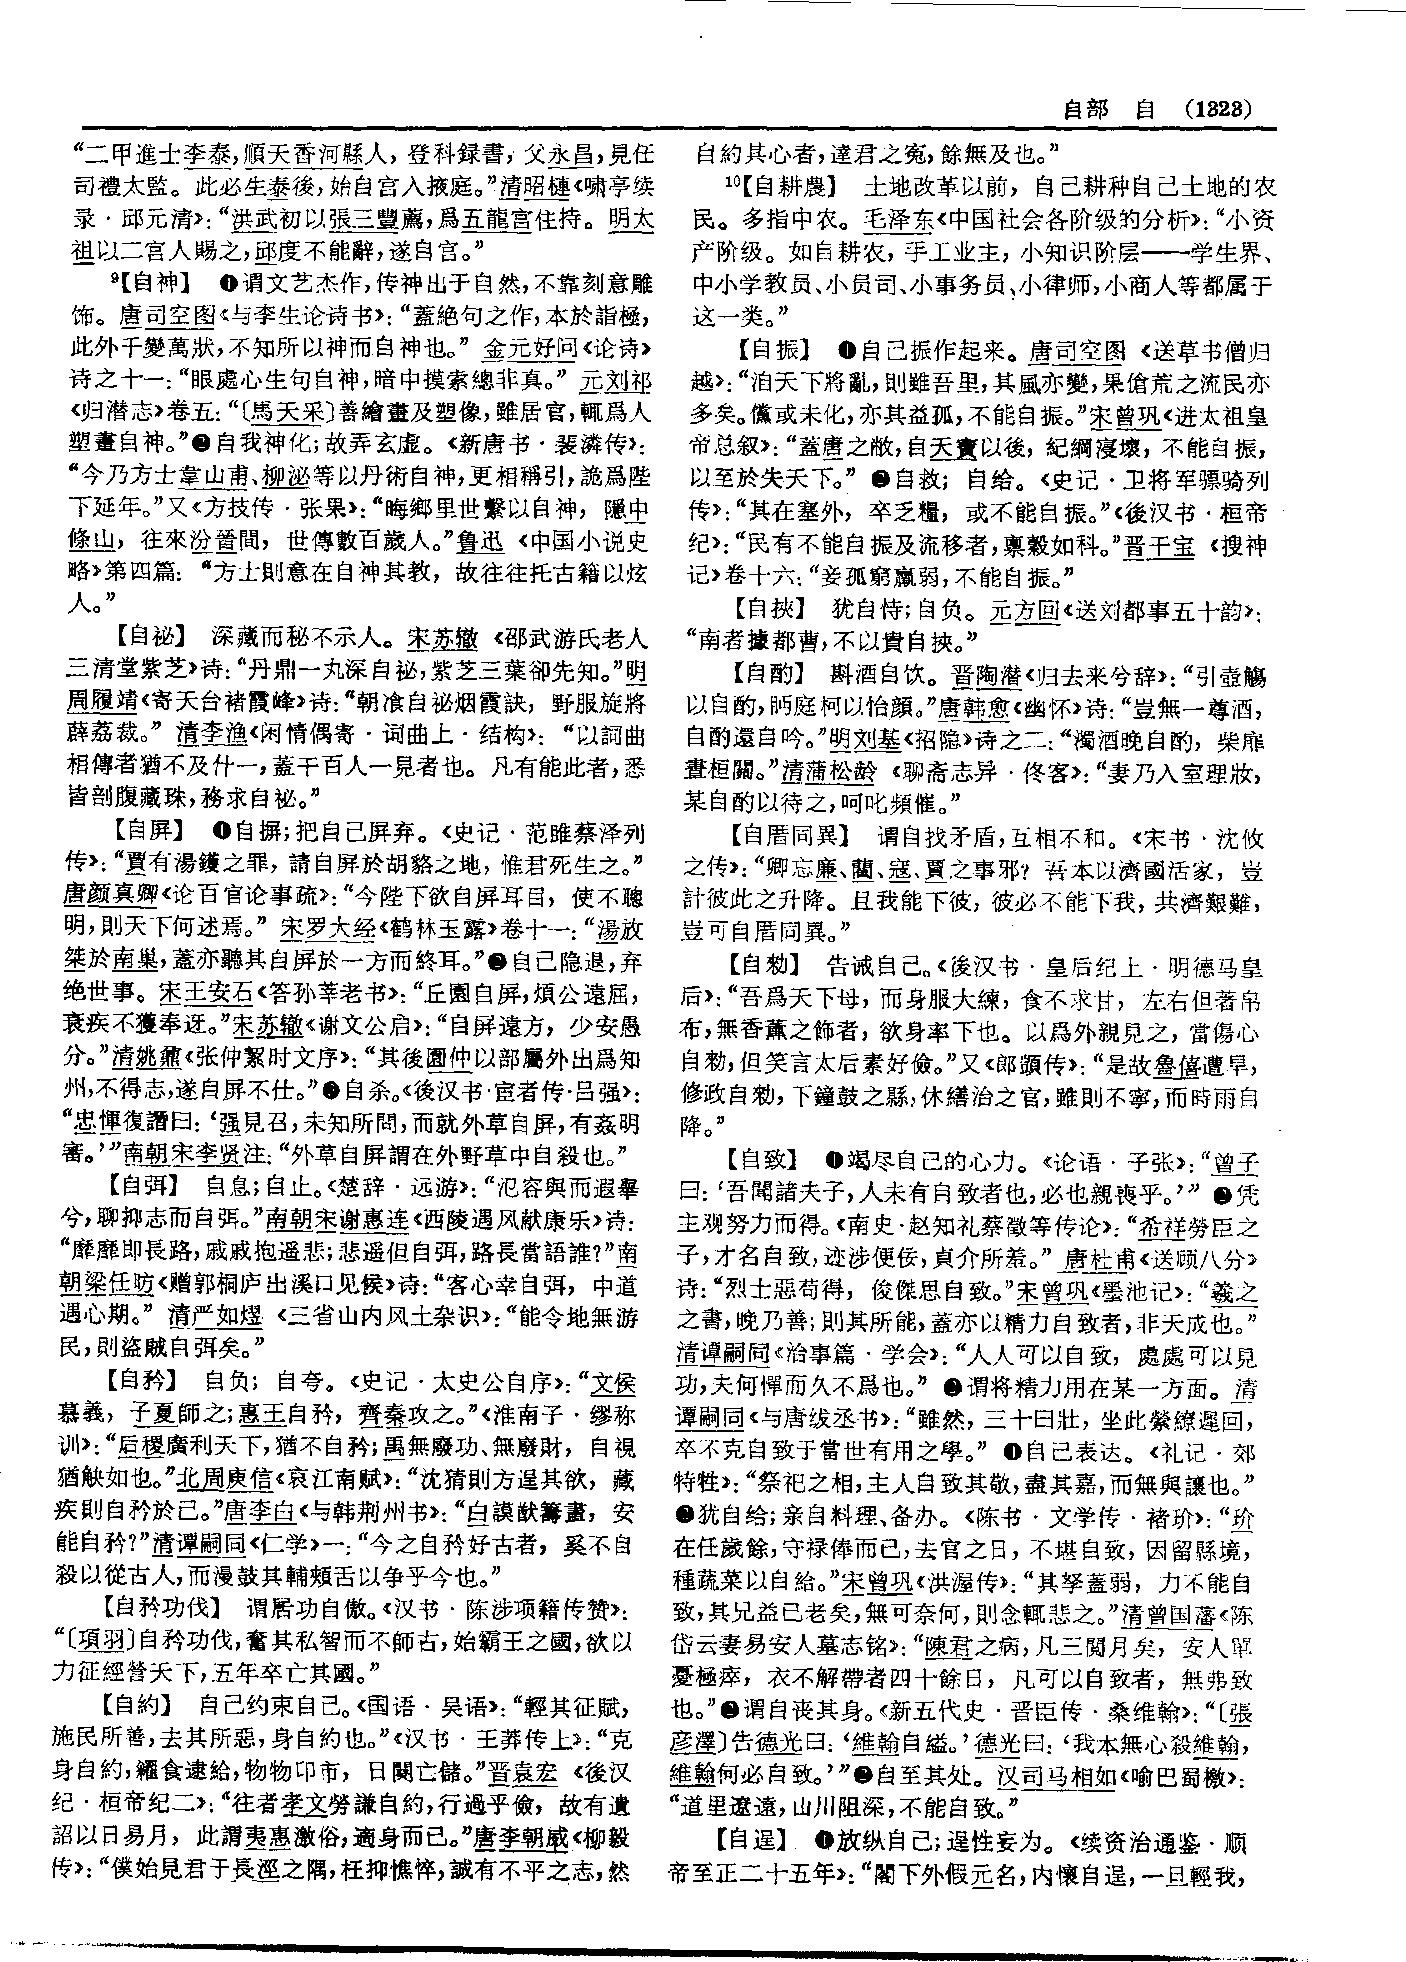 自部　自　(1323)
“二甲進士李泰，順天香河縣人，登科録書，父永昌，見任
司禮太監。此必生泰後，始自宫入掖庭。”清昭槤《啸亭续
录·邱元清》：“洪武初以張三豐薦，爲五龍宫住持。明太
祖以二宫人賜之，邱度不能辭，遂自宫。”
⁹【自神】　❶谓文艺杰作，传神出于自然，不靠刻意雕
饰。唐司空图《与李生论诗书》：“蓋絶句之作，本於詣極，
此外千變萬狀，不知所以神而自神也。”金元好问《论诗》
诗之十一：“眼處心生句自神，暗中摸索總非真。”元刘祁
《归潜志》卷五：“〔馬天采〕善繪畫及塑像，雖居官，輒爲人
塑畫自神。”❷自我神化；故弄玄虚。《新唐书·裴潾传》：
“今乃方士韋山甫、柳泌等以丹術自神，更相稱引，詭爲陛
下延年。”又《方技传·张果》：“晦鄉里世繫以自神，隱中
條山，往來汾晉間，世傳數百歲人。”鲁迅《中国小说史
略》第四篇：“方士則意在自神其教，故往往托古籍以炫
人。”
【自祕】　深藏而秘不示人。宋苏辙《邵武游氏老人
三清堂紫芝》诗：“丹鼎一丸深自祕，紫芝三葉卻先知。”明
周履靖《寄天台褚霞峰》诗：“朝飡自祕烟霞訣，野服旋將
薜荔裁。”清李渔《闲情偶寄·词曲上·结构》：“以詞曲
相傳者猶不及什一，蓋千百人一見者也。凡有能此者，悉
皆剖腹藏珠，務求自祕。”
【自屏】　❶自摒；把自己屏弃。《史记·范雎蔡泽列
传》：“賈有湯鑊之罪，請自屏於胡貉之地，惟君死生之。”
唐颜真卿《论百官论事疏》：“今陛下欲自屏耳目，使不聰
明，則天下何述焉。”宋罗大经《鹤林玉露》卷十一：“湯放
桀於南巢，蓋亦聽其自屏於一方而終耳。”❷自己隐退，弃
绝世事。宋王安石《答孙莘老书》：“丘園自屏，煩公遠屈，
衰疾不獲奉迓。”宋苏辙《谢文公启》：“自屏遠方，少安愚
分。”清姚鼐《张仲絜时文序》：“其後園仲以部屬外出爲知
州，不得志，遂自屏不仕。”❸自杀。《後汉书·宦者传·吕强》：
“忠惲復譖曰：‘强見召，未知所問，而就外草自屏，有姦明
審。’”南朝宋李贤注：“外草自屏謂在外野草中自殺也。”
【自弭】　自息；自止。《楚辞·远游》：“氾容與而遐舉
兮，聊抑志而自弭。”南朝宋谢惠连《西陵遇风献康乐》诗：
“靡靡即長路，戚戚抱遥悲；悲遥但自弭，路長當語誰？”南
朝梁任昉《赠郭桐庐出溪口见候》诗：“客心幸自弭，中道
遇心期。”清严如煜《三省山内风土杂识》：“能令地無游
民，則盜賊自弭矣。”
【自矜】　自负；自夸。《史记·太史公自序》：“文侯
慕義，子夏師之；惠王自矜，齊秦攻之。”《淮南子·缪称
训》：“后稷廣利天下，猶不自矜；禹無廢功、無廢財，自視
猶觖如也。”北周庾信《哀江南赋》：“沈猜則方逞其欲，藏
疾則自矜於己。”唐李白《与韩荆州书》：“白謨猷籌畫，安
能自矜？”清谭嗣同《仁学》一：“今之自矜好古者，奚不自
殺以從古人，而漫鼓其輔頰舌以争乎今也。”
【自矜功伐】　谓居功自傲。《汉书·陈涉项籍传赞》：
“〔項羽〕自矜功伐，奮其私智而不師古，始霸王之國，欲以
力征經營天下，五年卒亡其國。”
【自約】　自己约束自己。《国语·吴语》：“輕其征賦，
施民所善，去其所惡，身自約也。”《汉书·王莽传上》：“克
身自約，糴食逮給，物物卬市，日闋亡儲。”晋袁宏《後汉
纪·桓帝纪二》：“往者孝文勞謙自約，行過乎儉，故有遺
詔以日易月，此謂夷惠激俗，適身而已。”唐李朝威《柳毅
传》：“僕始見君于長涇之隅，枉抑憔悴，誠有不平之志，然
自約其心者，達君之寃，餘無及也。”
¹⁰【自耕農】　土地改革以前，自己耕种自己土地的农
民。多指中农。毛泽东《中国社会各阶级的分析》：“小资
产阶级。如自耕农，手工业主，小知识阶层——学生界、
中小学教员、小员司、小事务员、小律师，小商人等都属于
这一类。”
【自振】　❶自己振作起来。唐司空图《送草书僧归
越》：“洎天下將亂，則雖吾里，其風亦變，果傖荒之流民亦
多矣。儻或未化，亦其益孤，不能自振。”宋曾巩《进太祖皇
帝总叙》：“蓋唐之敝，自天寶以後，紀綱寖壞，不能自振，
以至於失天下。”❷自救；自给。《史记·卫将军骠骑列
传》：“其在塞外，卒乏糧，或不能自振。”《後汉书·桓帝
纪》：“民有不能自振及流移者，禀穀如科。”晋干宝《搜神
记》卷十六：“妾孤窮羸弱，不能自振。”
【自挾】　犹自恃；自负。元方回《送刘都事五十韵》：
“南者據都曹，不以貴自挾。”
【自酌】　斟酒自饮。晋陶潜《归去来兮辞》：“引壺觴
以自酌，眄庭柯以怡顔。”唐韩愈《幽怀》诗：“豈無一尊酒，
自酌還自吟。”明刘基《招隐》诗之二：“濁酒晚自酌，柴扉
晝桓關。”清蒲松龄《聊斋志异·佟客》：“妻乃入室理妝，
某自酌以待之，呵叱頻催。”
【自厝同異】　谓自找矛盾，互相不和。《宋书·沈攸
之传》：“卿忘廉、藺、寇、賈之事邪？吾本以濟國活家，豈
計彼此之升降。且我能下彼，彼必不能下我，共濟艱難，
豈可自厝同異。”
【自勑】　告诫自己。《後汉书·皇后纪上·明德马皇
后》：“吾爲天下母，而身服大練，食不求甘，左右但著帛
布，無香薰之飾者，欲身率下也。以爲外親見之，當傷心
自勑，但笑言太后素好儉。”又《郎顗传》：“是故魯僖遭旱，
修政自勑，下鐘鼓之縣，休繕治之官，雖則不寧，而時雨自
降。”
【自致】　❶竭尽自己的心力。《论语·子张》：“曾子
曰：‘吾聞諸夫子，人未有自致者也，必也親喪乎。’”❷凭
主观努力而得。《南史·赵知礼蔡徵等传论》：“希祥勞臣之
子，才名自致，迹涉便佞，貞介所羞。”唐杜甫《送顾八分》
诗：“烈士惡苟得，俊傑思自致。”宋曾巩《墨池记》：“羲之
之書，晚乃善；則其所能，蓋亦以精力自致者，非天成也。”
清谭嗣同《治事篇·学会》：“人人可以自致，處處可以見
功，夫何憚而久不爲也。”❸谓将精力用在某一方面。清
谭嗣同《与唐绂丞书》：“雖然，三十曰壯，坐此縈繚遲回，
卒不克自致于當世有用之學。”❹自己表达。《礼记·郊
特牲》：“祭祀之相，主人自致其敬，盡其嘉，而無與讓也。”
❺犹自给；亲自料理、备办。《陈书·文学传·褚玠》：“玠
在任歲餘，守禄俸而已，去官之日，不堪自致，因留縣境，
種蔬菜以自給。”宋曾巩《洪渥传》：“其孥蓋弱，力不能自
致，其兄益已老矣，無可奈何，則念輒悲之。”清曾国藩《陈
岱云妻易安人墓志铭》：“陳君之病，凡三閲月矣，安人單
憂極瘁，衣不解帶者四十餘日，凡可以自致者，無弗致
也。”❻谓自丧其身。《新五代史·晋臣传·桑维翰》：“〔張
彦澤〕告德光曰：‘維翰自縊。’德光曰：‘我本無心殺維翰，
維翰何必自致。’”❼自至其处。汉司马相如《喻巴蜀檄》：
“道里遼遠，山川阻深，不能自致。”
【自逞】　❶放纵自己；逞性妄为。《续资治通鉴·顺
帝至正二十五年》：“閣下外假元名，内懷自逞，一旦輕我，